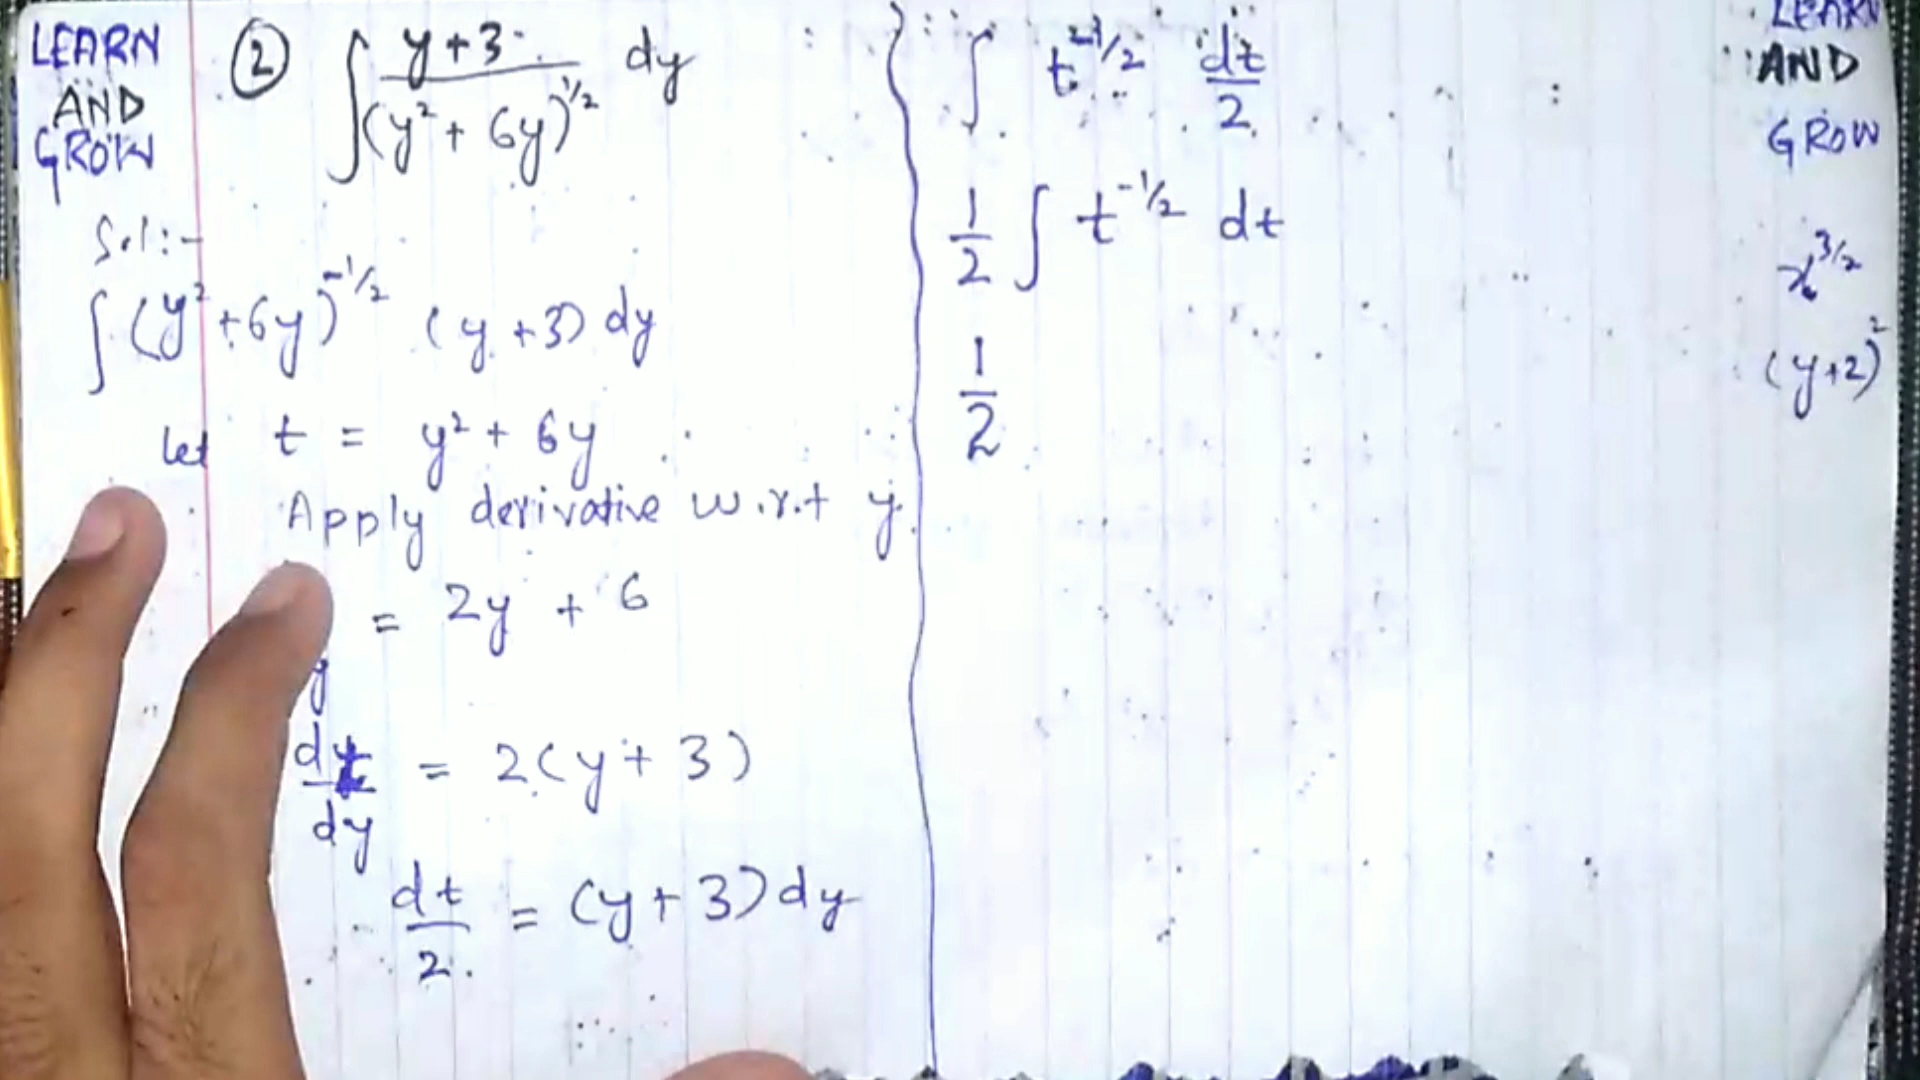 LEARN
AND
GROW
② ∫ y+3 / (y²+6y)^1/2 dy
Sol:-
∫ (y²+6y)^-1/2 (y+3) dy
let t = y²+6y
Apply derivative w.r.t y.
= 2y + 6
y
dt/dy = 2(y+3)
dt/2. = (y+3) dy
∫ t^-1/2 dt/2
1/2 ∫ t^-1/2 dt
1/2
LEARN
AND
GROW
x^3/2
(y+2)²